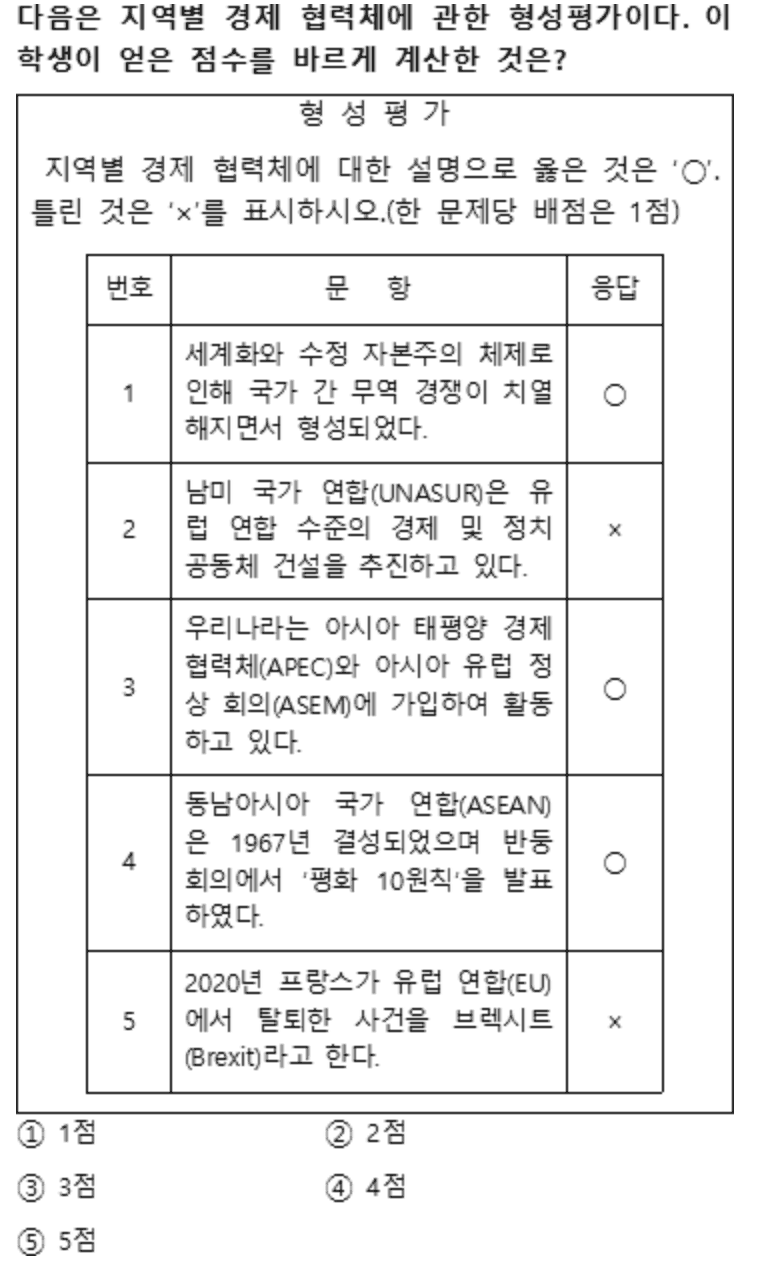 다음은 지역별 경제 협력체에 관한 형성평가이다. 이
학생이 얻은 점수를 바르게 계산한 것은?
형 성 평 가
지역별 경제 협력체에 대한 설명으로 옳은 것은 ‘○’.
틀린 것은 ‘×’를 표시하시오.(한 문제당 배점은 1점)
번호 문 항 응답
1
세계화와 수정 자본주의 체제로
인해 국가 간 무역 경쟁이 치열
해지면서 형성되었다.
○
2
남미 국가 연합(UNASUR)은 유
럽 연합 수준의 경제 및 정치
공동체 건설을 추진하고 있다.
×
3
우리나라는 아시아 태평양 경제
협력체(APEC)와 아시아 유럽 정
상 회의(ASEM)에 가입하여 활동
하고 있다.
○
4
동남아시아 국가 연합(ASEAN)
은 1967년 결성되었으며 반둥
회의에서 ‘평화 10원칙’을 발표
하였다.
○
5
2020년 프랑스가 유럽 연합(EU)
에서 탈퇴한 사건을 브렉시트
(Brexit)라고 한다.
×
① 1점 ② 2점
③ 3점 ④ 4점
⑤ 5점